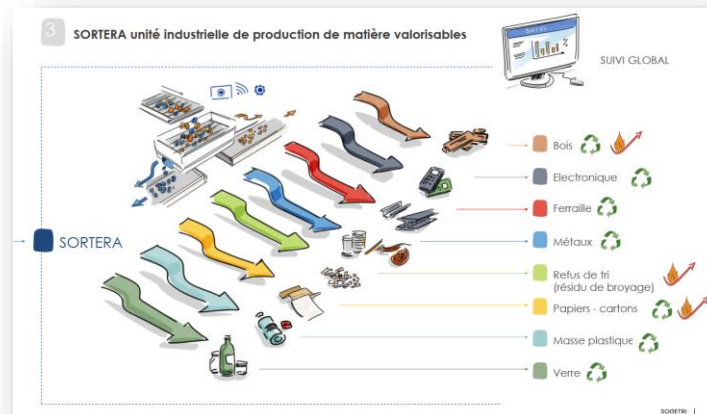 3 SORTERA unité industrielle de production de matière valorisables
SUIVI GLOBAL
SORTERA
Bois
Electronique
Ferraille
Métaux
Refus de tri
(résidu de broyage)
Papiers - cartons
Masse plastique
Verre
SOGETRI |